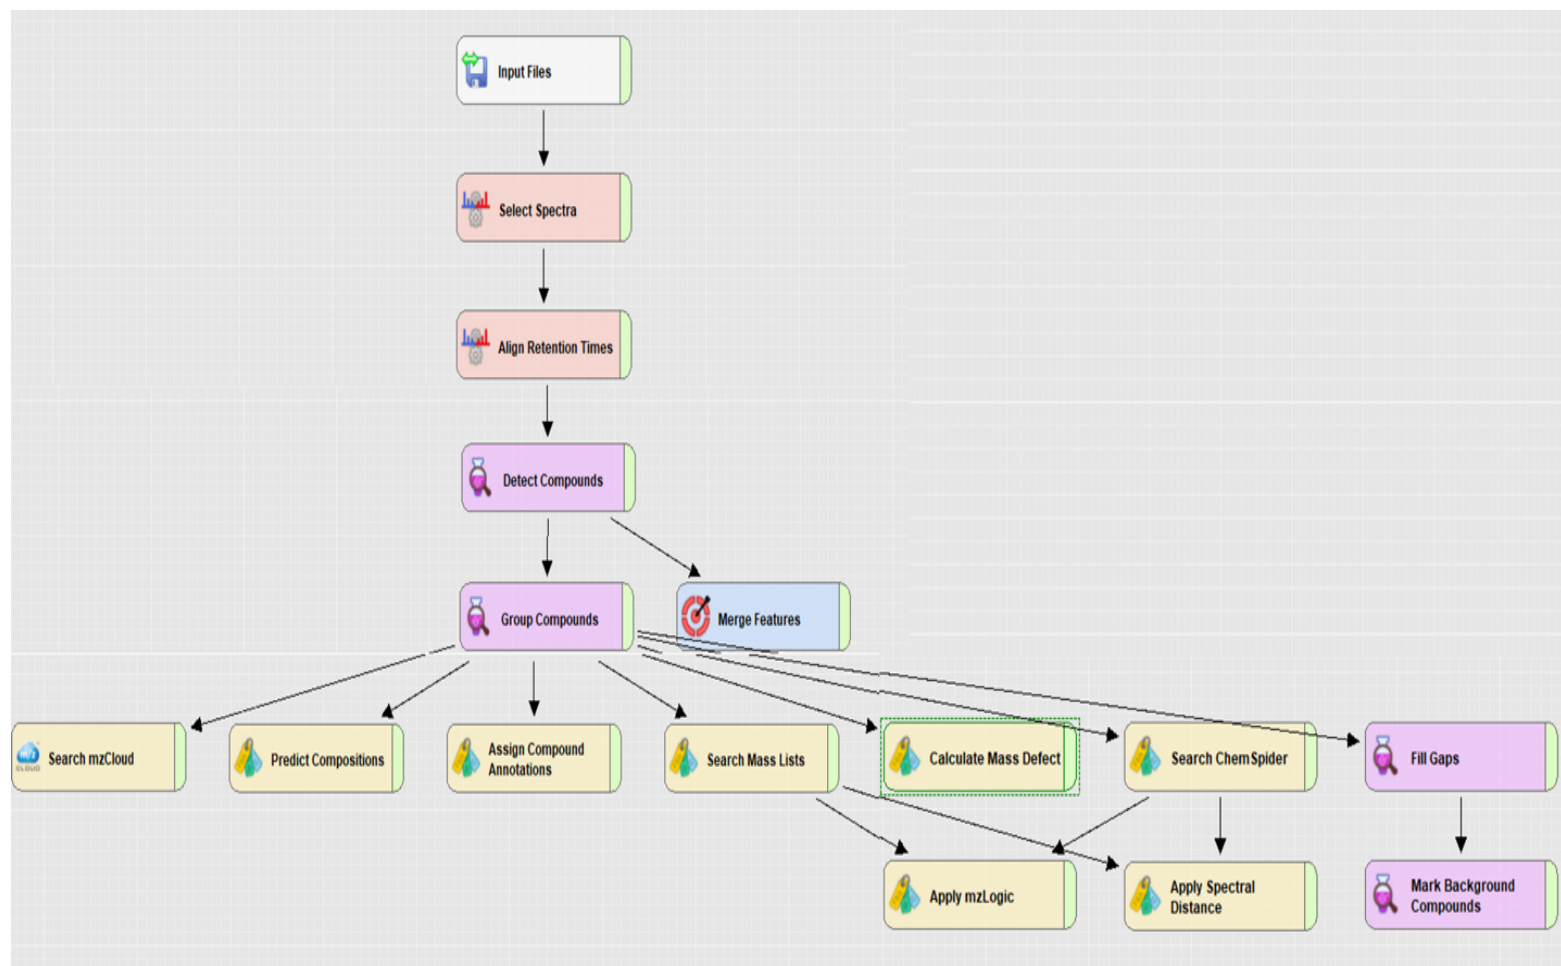 Input Files
Select Spectra
Align Retention Times
Detect Compounds
Group Compounds
Merge Features
Search mzCloud
Predict Compositions
Assign Compound
Annotations
Search Mass Lists
Calculate Mass Defect
Search ChemSpider
Fill Gaps
Apply mzLogic
Apply Spectral
Distance
Mark Background
Compounds